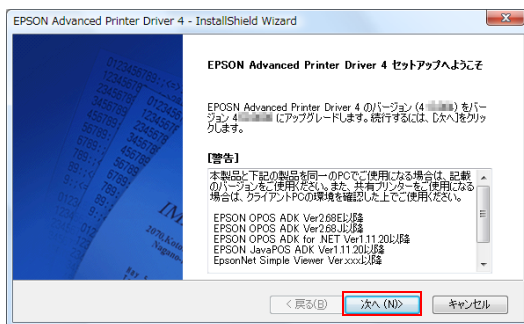 EPSON Advanced Printer Driver 4 - InstallShield Wizard
EPSON Advanced Printer Driver 4 セットアップへようこそ
EPOSN Advanced Printer Driver 4 のバージョン (4 ) をバー
ジョン 4 にアップグレードします。続行するには、[次へ]をクリッ
クします。
[警告]
本製品と下記の製品を同一のPCでご使用になる場合は、記載
のバージョンをご使用ください。また、共有プリンターをご使用になる
場合は、クライアントPCの環境を確認した上でご使用ください。
EPSON OPOS ADK Ver2.68E以降
EPSON OPOS ADK Ver2.68J以降
EPSON OPOS ADK for .NET Ver1.11.20以降
EPSON JavaPOS ADK Ver1.11.20以降
EpsonNet Simple Viewer Ver.xxx以降
< 戻る(B)
次へ (N)>
キャンセル